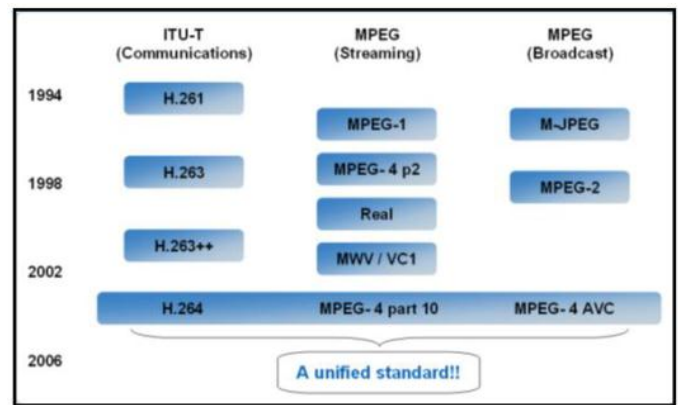 ITU-T
(Communications)
MPEG
(Streaming)
MPEG
(Broadcast)
1994
H.261
MPEG-1
M-JPEG
1998
H.263
MPEG- 4 p2
MPEG-2
Real
H.263++
MWV / VC1
2002
H.264
MPEG- 4 part 10
MPEG- 4 AVC
2006
A unified standard!!